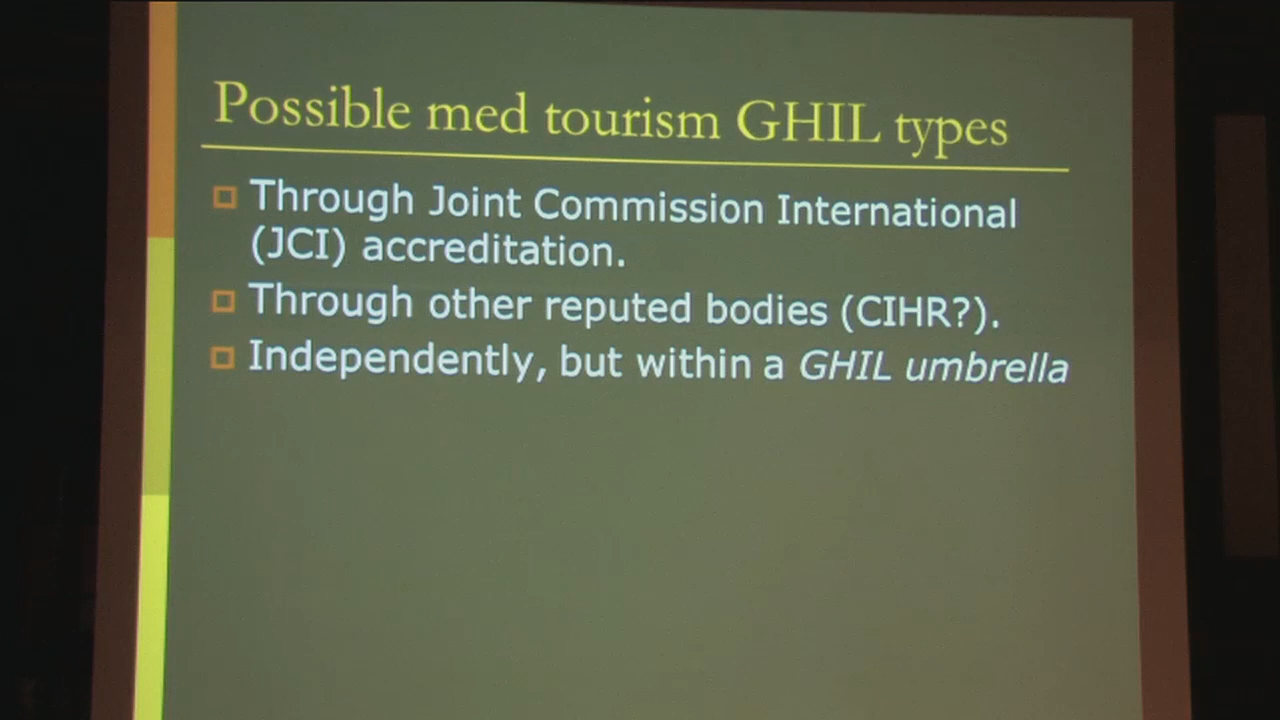 Possible med tourism GHIL types
Through Joint Commission International
(JCI) accreditation.
Through other reputed bodies (CIHR?).
Independently, but within a GHIL umbrella